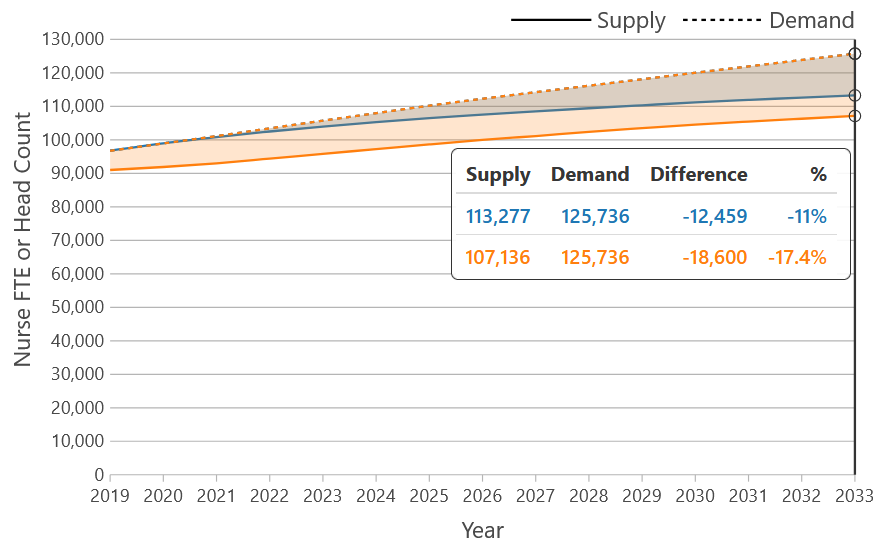 Supply Demand
130,000
120,000
110,000
100,000
90,000
80,000
70,000
60,000
50,000
40,000
30,000
20,000
10,000
0
Nurse FTE or Head Count
Supply Demand Difference %
113,277 125,736 -12,459 -11%
107,136 125,736 -18,600 -17.4%
2019 2020 2021 2022 2023 2024 2025 2026 2027 2028 2029 2030 2031 2032 2033
Year